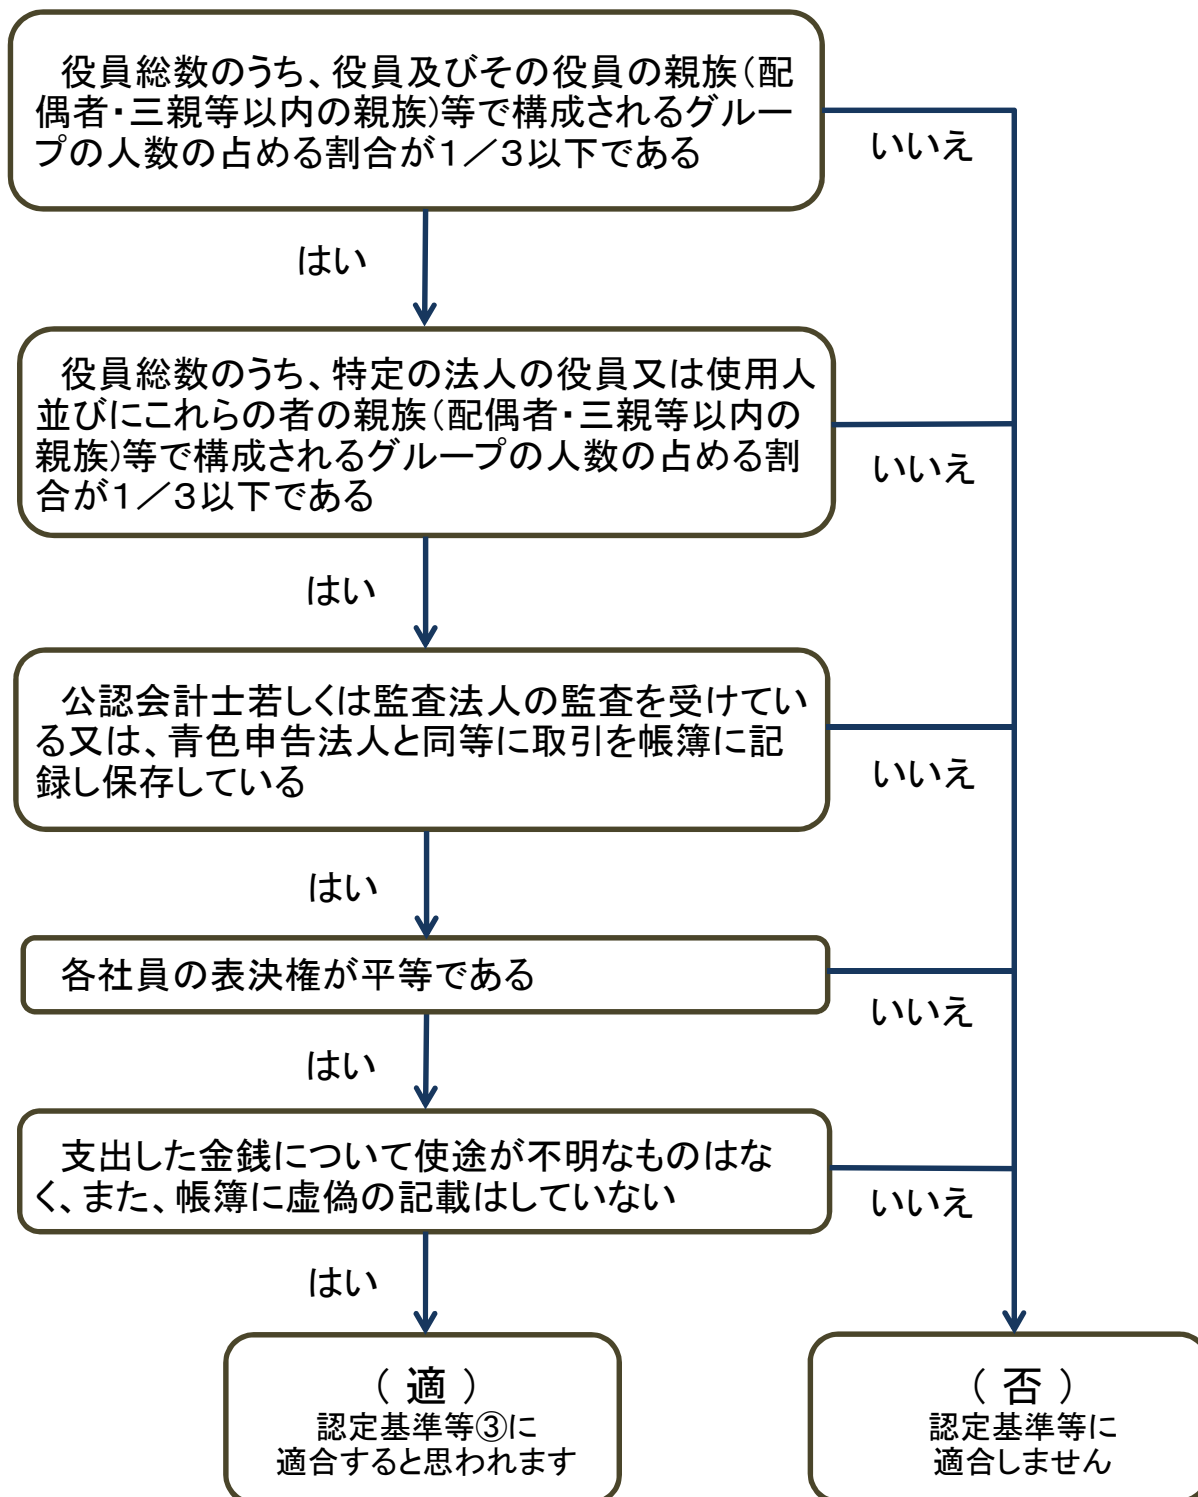 役員総数のうち、役員及びその役員の親族(配
偶者・三親等以内の親族)等で構成されるグルー
プの人数の占める割合が1／3以下である
いいえ
はい
役員総数のうち、特定の法人の役員又は使用人
並びにこれらの者の親族(配偶者・三親等以内の
親族)等で構成されるグループの人数の占める割
合が1／3以下である
いいえ
はい
公認会計士若しくは監査法人の監査を受けてい
る又は、青色申告法人と同等に取引を帳簿に記
録し保存している
いいえ
はい
各社員の表決権が平等である
いいえ
はい
支出した金銭について使途が不明なものはな
く、また、帳簿に虚偽の記載はしていない
いいえ
はい
（ 適 ）
認定基準等③に
適合すると思われます
（ 否 ）
認定基準等に
適合しません